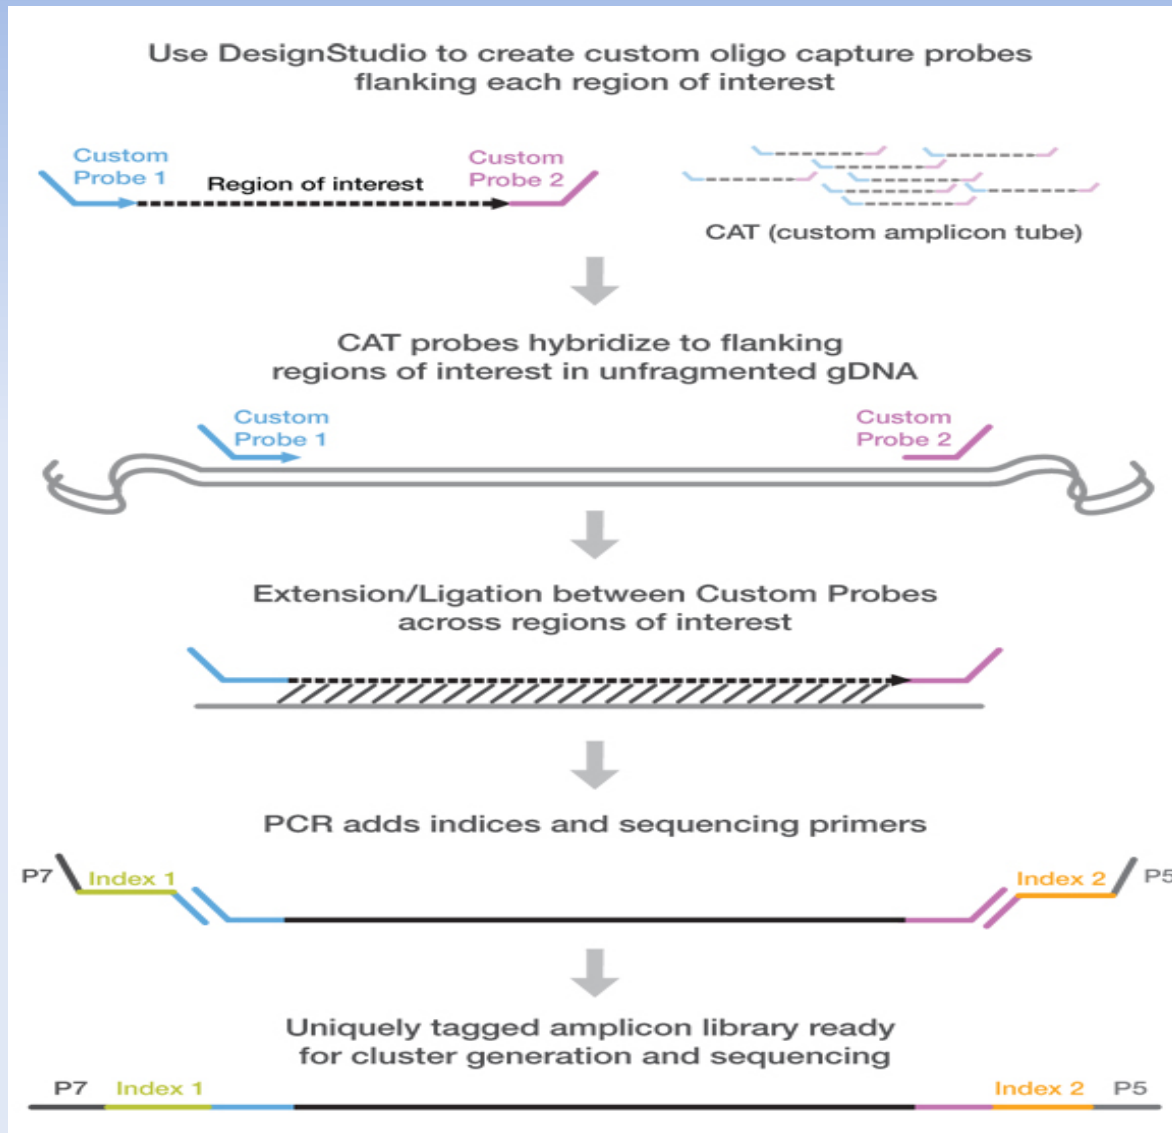 Use DesignStudio to create custom oligo capture probes
flanking each region of interest
Custom
Probe 1
Region of interest
Custom
Probe 2
CAT (custom amplicon tube)
CAT probes hybridize to flanking
regions of interest in unfragmented gDNA
Custom
Probe 1
Custom
Probe 2
Extension/Ligation between Custom Probes
across regions of interest
PCR adds indices and sequencing primers
P7
Index 1
Index 2
P5
Uniquely tagged amplicon library ready
for cluster generation and sequencing
P7
Index 1
Index 2
P5